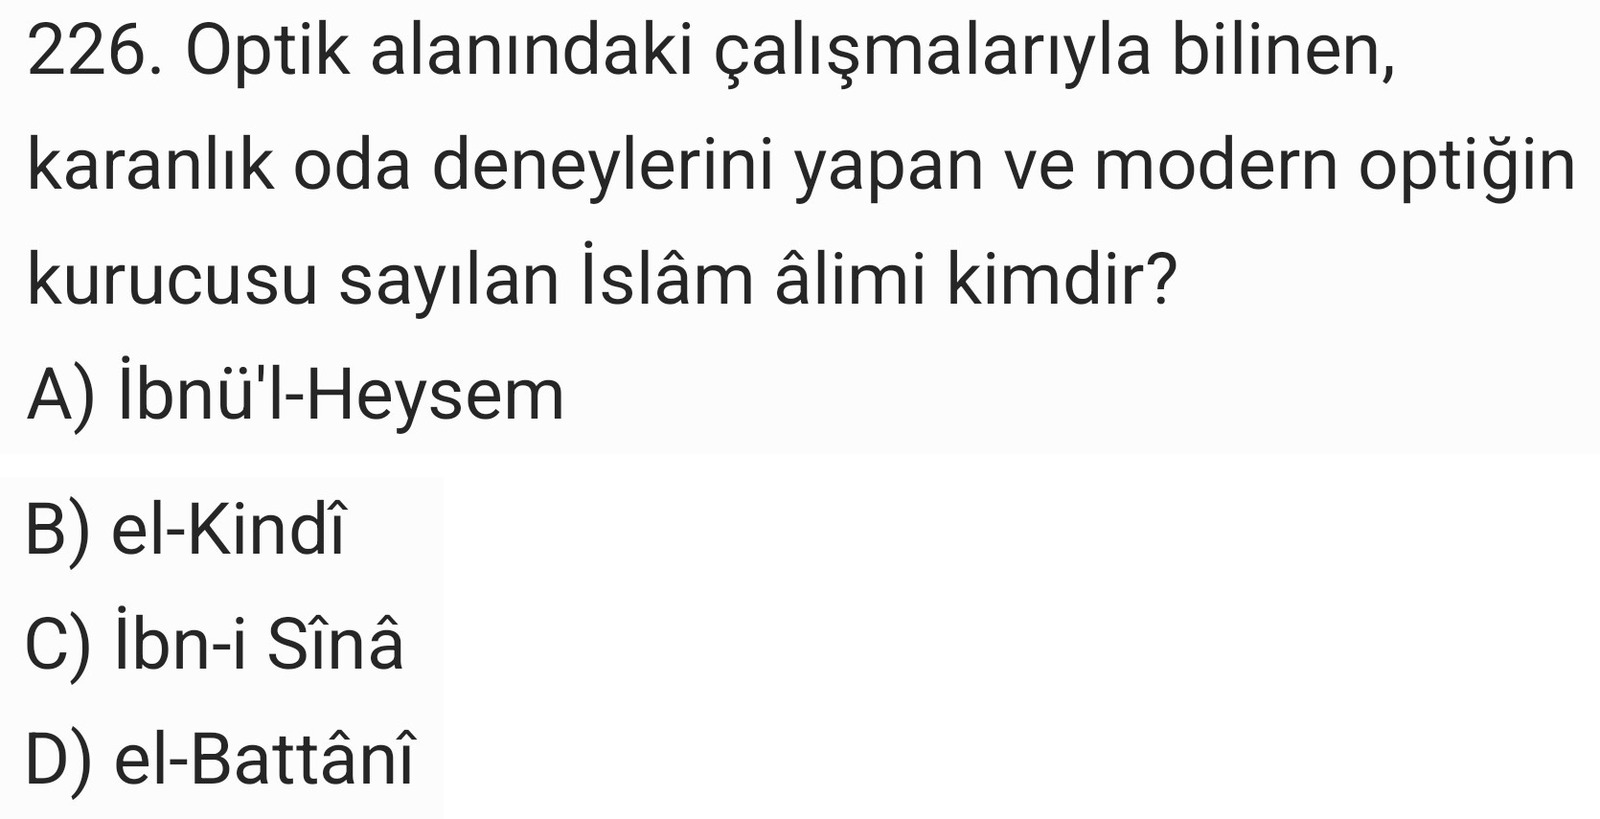 226. Optik alanındaki çalışmalarıyla bilinen,
karanlık oda deneylerini yapan ve modern optiğin
kurucusu sayılan İslâm âlimi kimdir?
A) İbnü'l-Heysem
B) el-Kindî
C) İbn-i Sînâ
D) el-Battânî